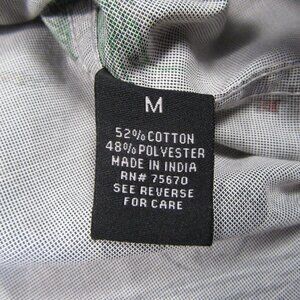 M
52% COTTON
48% POLYESTER
MADE IN INDIA
RN# 75670
SEE REVERSE
FOR CARE